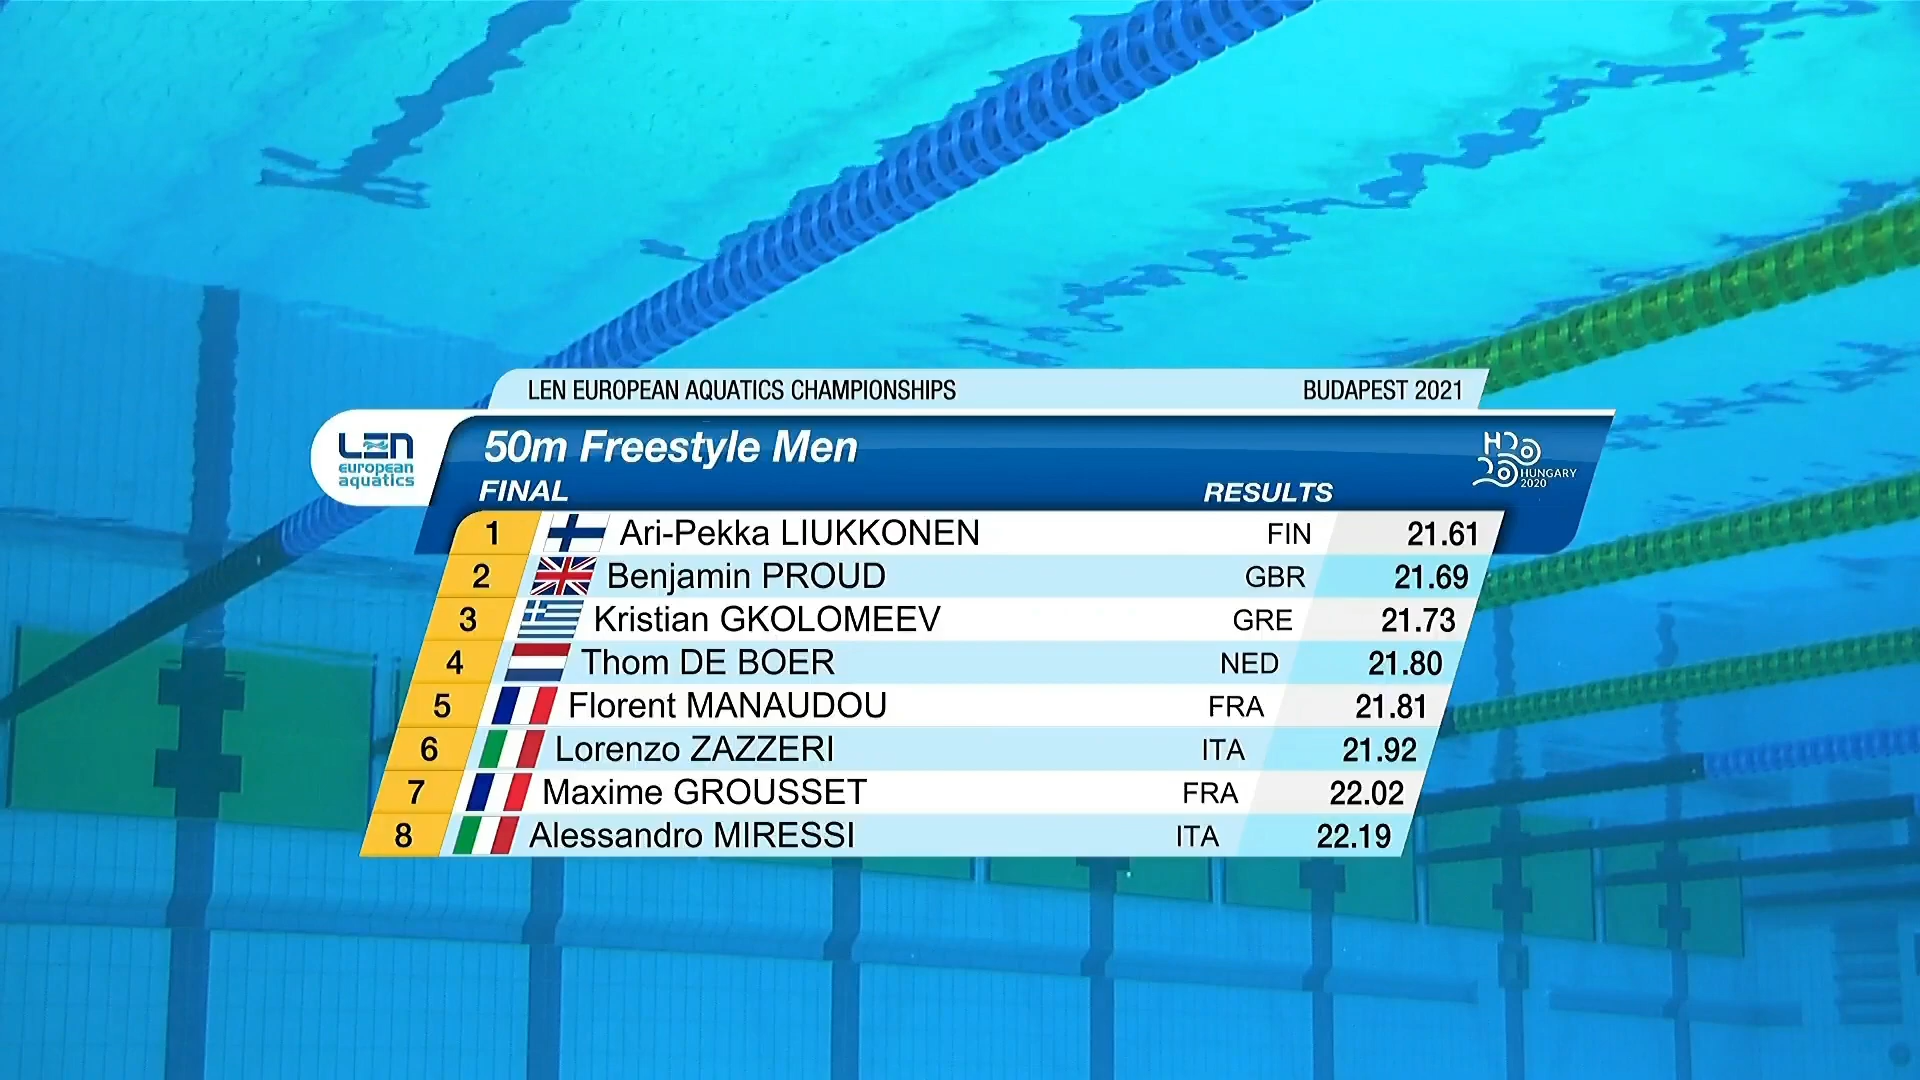 LEN EUROPEAN AQUATICS CHAMPIONSHIPS BUDAPEST 2021
LEN
european
aquatics
50m Freestyle Men
H2O
2020
HUNGARY
2020
FINAL RESULTS
1 Ari-Pekka LIUKKONEN FIN 21.61
2 Benjamin PROUD GBR 21.69
3 Kristian GKOLOMEEV GRE 21.73
4 Thom DE BOER NED 21.80
5 Florent MANAUDOU FRA 21.81
6 Lorenzo ZAZZERI ITA 21.92
7 Maxime GROUSSET FRA 22.02
8 Alessandro MIRESSI ITA 22.19